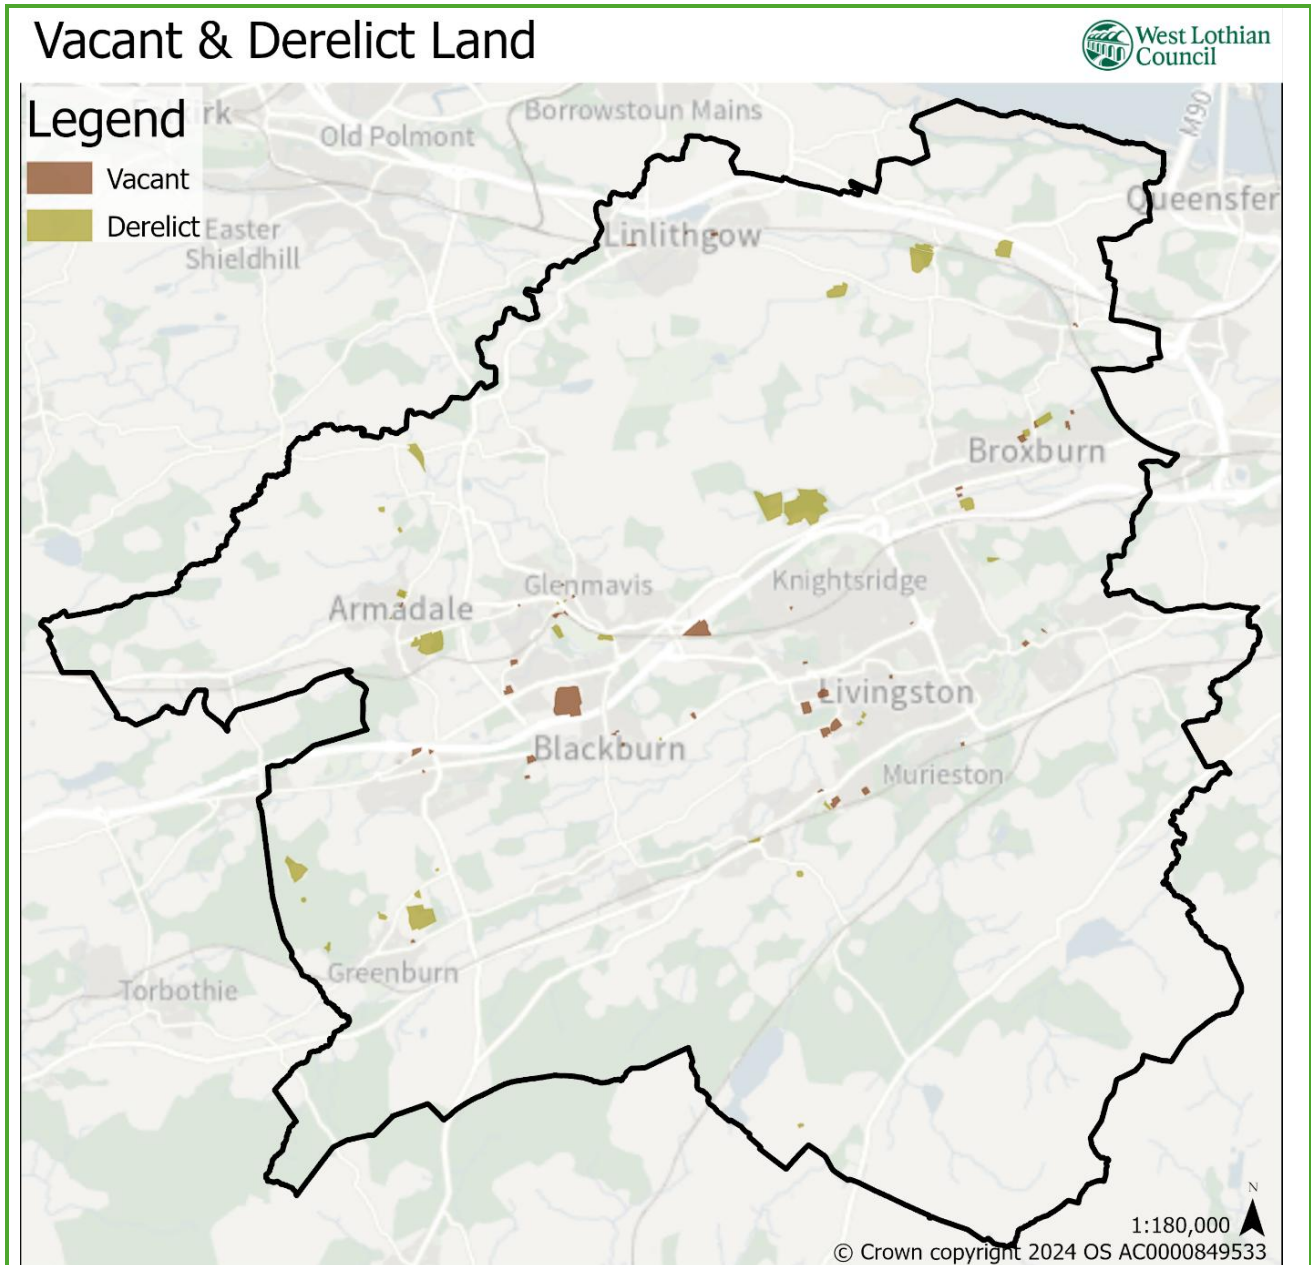 Vacant & Derelict Land
West Lothian
Council
Legend
Vacant
Derelict
Old Polmont
Borrowstoun Mains
M90
Queensfer
Easter
Shieldhill
Linlithgow
Broxburn
Glenmavis
Knightsridge
Armadale
Livingston
Blackburn
Murieston
Greenburn
Torbothie
N
1:180,000
© Crown copyright 2024 OS AC0000849533